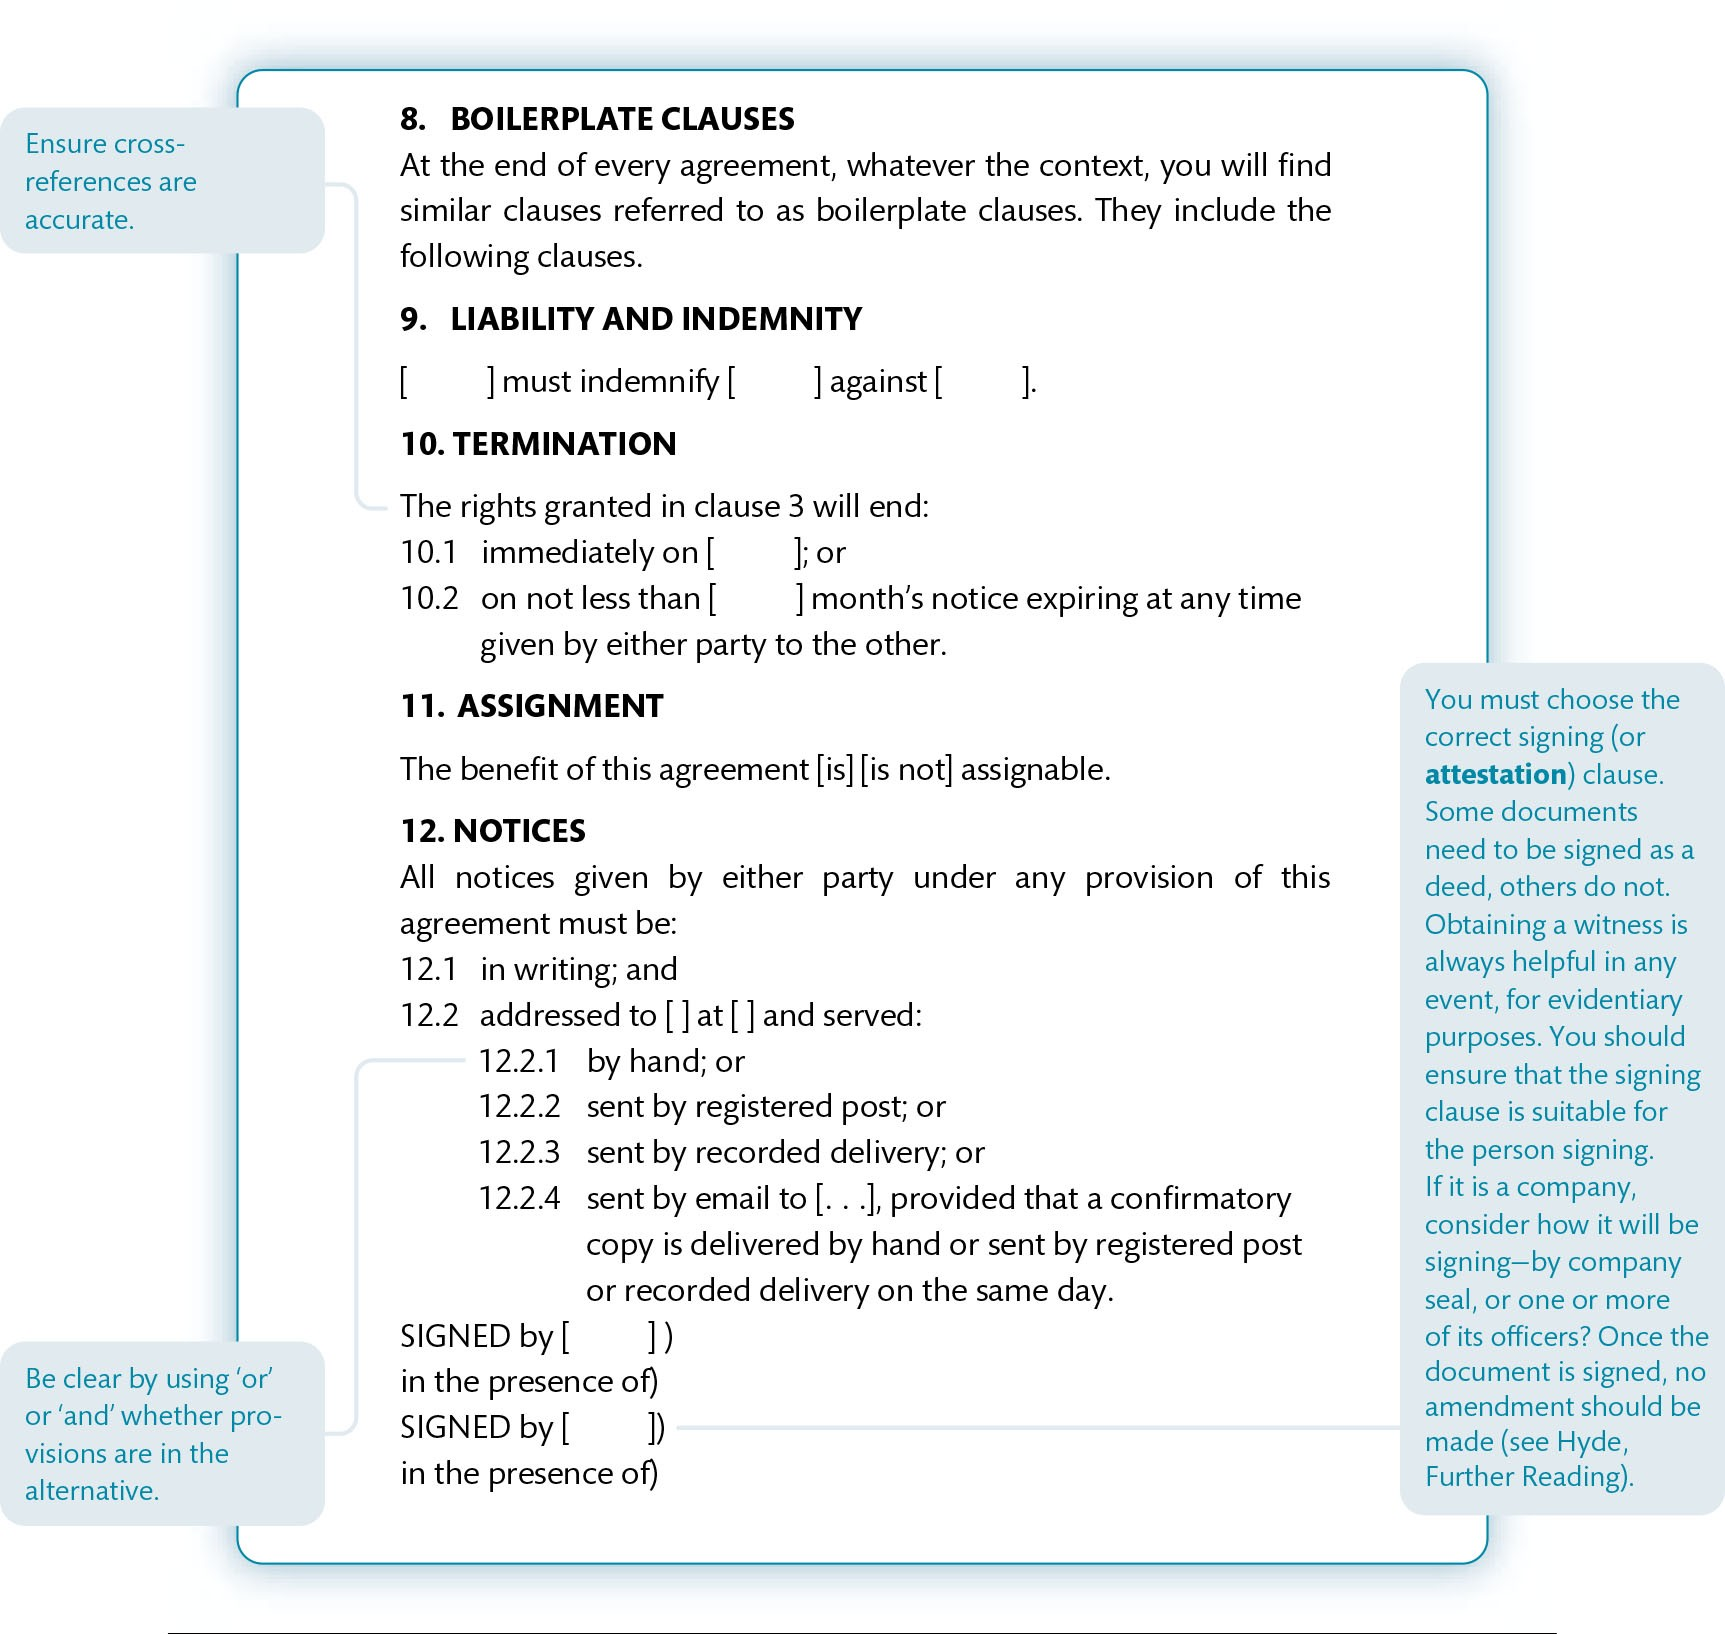 Ensure cross-
references are
accurate.
8. BOILERPLATE CLAUSES
At the end of every agreement, whatever the context, you will find
similar clauses referred to as boilerplate clauses. They include the
following clauses.
9. LIABILITY AND INDEMNITY
[ ] must indemnify [ ] against [ ].
10. TERMINATION
The rights granted in clause 3 will end:
10.1 immediately on [ ]; or
10.2 on not less than [ ] month’s notice expiring at any time
given by either party to the other.
11. ASSIGNMENT
The benefit of this agreement [is] [is not] assignable.
12. NOTICES
All notices given by either party under any provision of this
agreement must be:
12.1 in writing; and
12.2 addressed to [ ] at [ ] and served:
12.2.1 by hand; or
12.2.2 sent by registered post; or
12.2.3 sent by recorded delivery; or
12.2.4 sent by email to [. . .], provided that a confirmatory
copy is delivered by hand or sent by registered post
or recorded delivery on the same day.
SIGNED by [ ] )
in the presence of)
SIGNED by [ ])
in the presence of)
Be clear by using ‘or’
or ‘and’ whether pro-
visions are in the
alternative.
You must choose the
correct signing (or
attestation) clause.
Some documents
need to be signed as a
deed, others do not.
Obtaining a witness is
always helpful in any
event, for evidentiary
purposes. You should
ensure that the signing
clause is suitable for
the person signing.
If it is a company,
consider how it will be
signing—by company
seal, or one or more
of its officers? Once the
document is signed, no
amendment should be
made (see Hyde,
Further Reading).